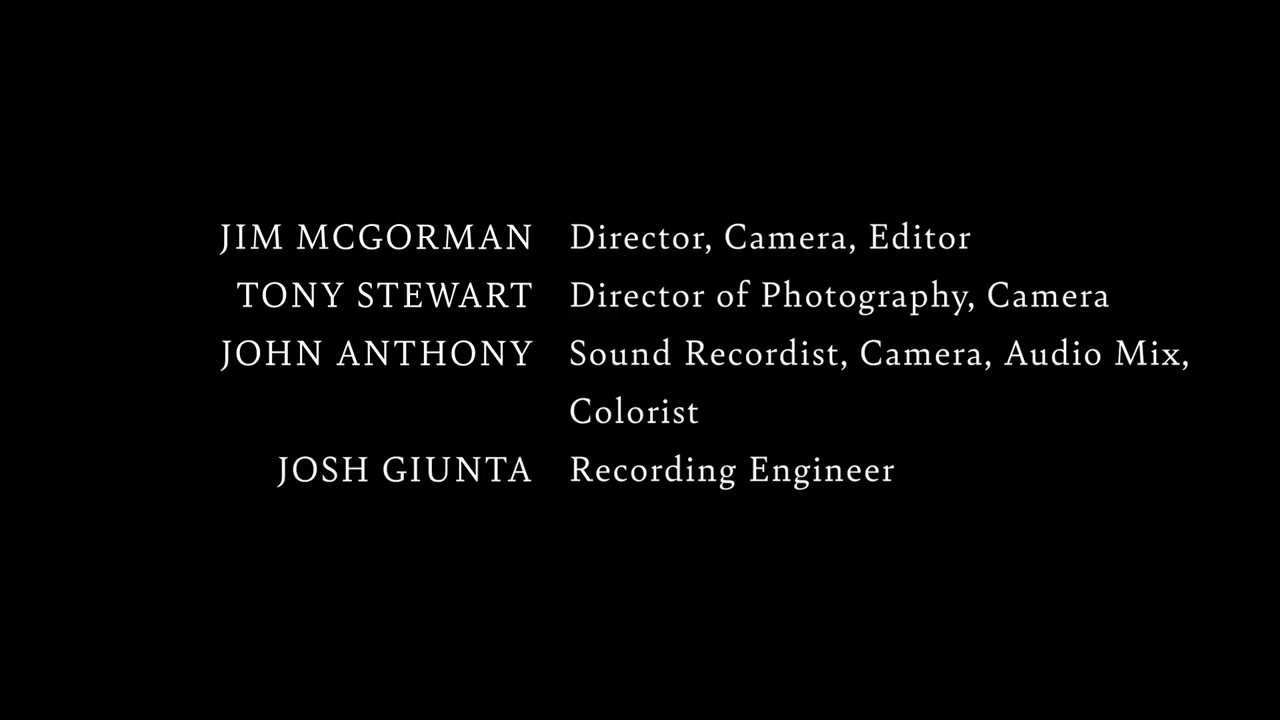 JIM MCGORMAN Director, Camera, Editor
TONY STEWART Director of Photography, Camera
JOHN ANTHONY Sound Recordist, Camera, Audio Mix,
Colorist
JOSH GIUNTA Recording Engineer